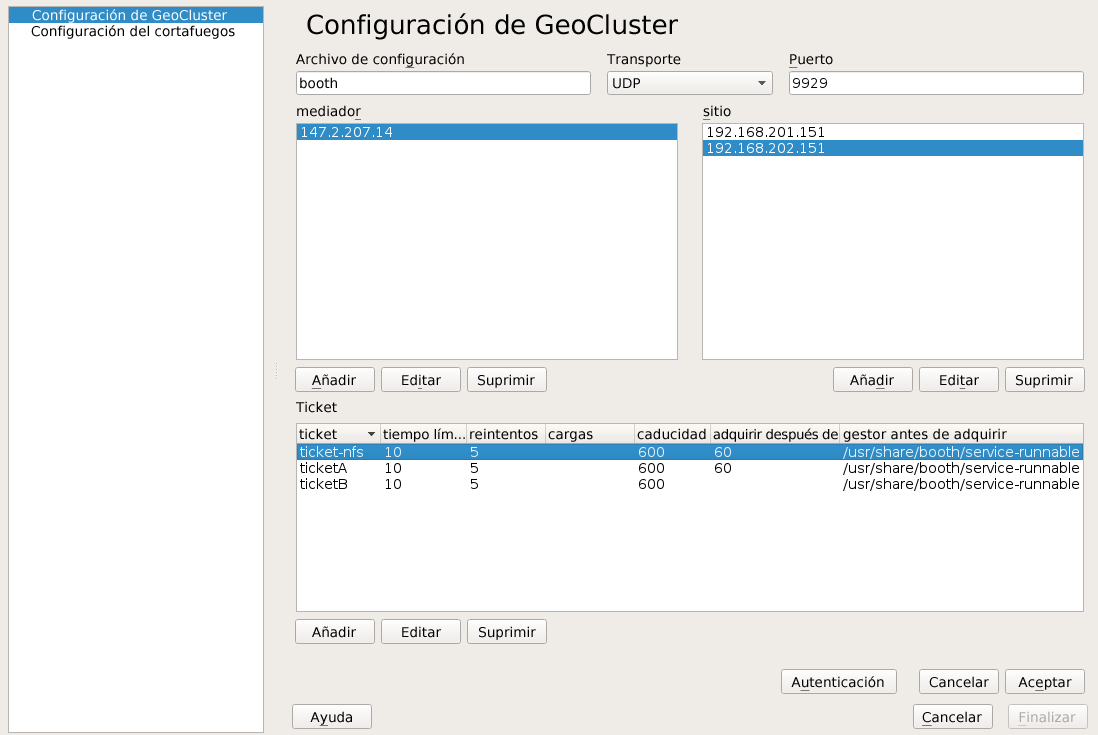 Configuración de GeoCluster
Configuración del cortafuegos
Configuración de GeoCluster
Archivo de configuración Transporte Puerto
booth UDP 9929
mediador sitio
147.2.207.14 192.168.201.151
192.168.202.151
Añadir Editar Suprimir Añadir Editar Suprimir
Ticket
ticket tiempo lím... reintentos cargas caducidad adquirir después de gestor antes de adquirir
ticket-nfs 10 5 600 60 /usr/share/booth/service-runnable
ticketA 10 5 600 60 /usr/share/booth/service-runnable
ticketB 10 5 600 /usr/share/booth/service-runnable
Añadir Editar Suprimir
Autenticación Cancelar Aceptar
Ayuda Cancelar Finalizar